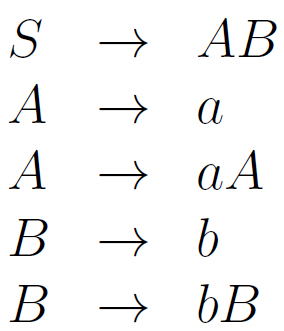 S → AB
A → a
A → aA
B → b
B → bB